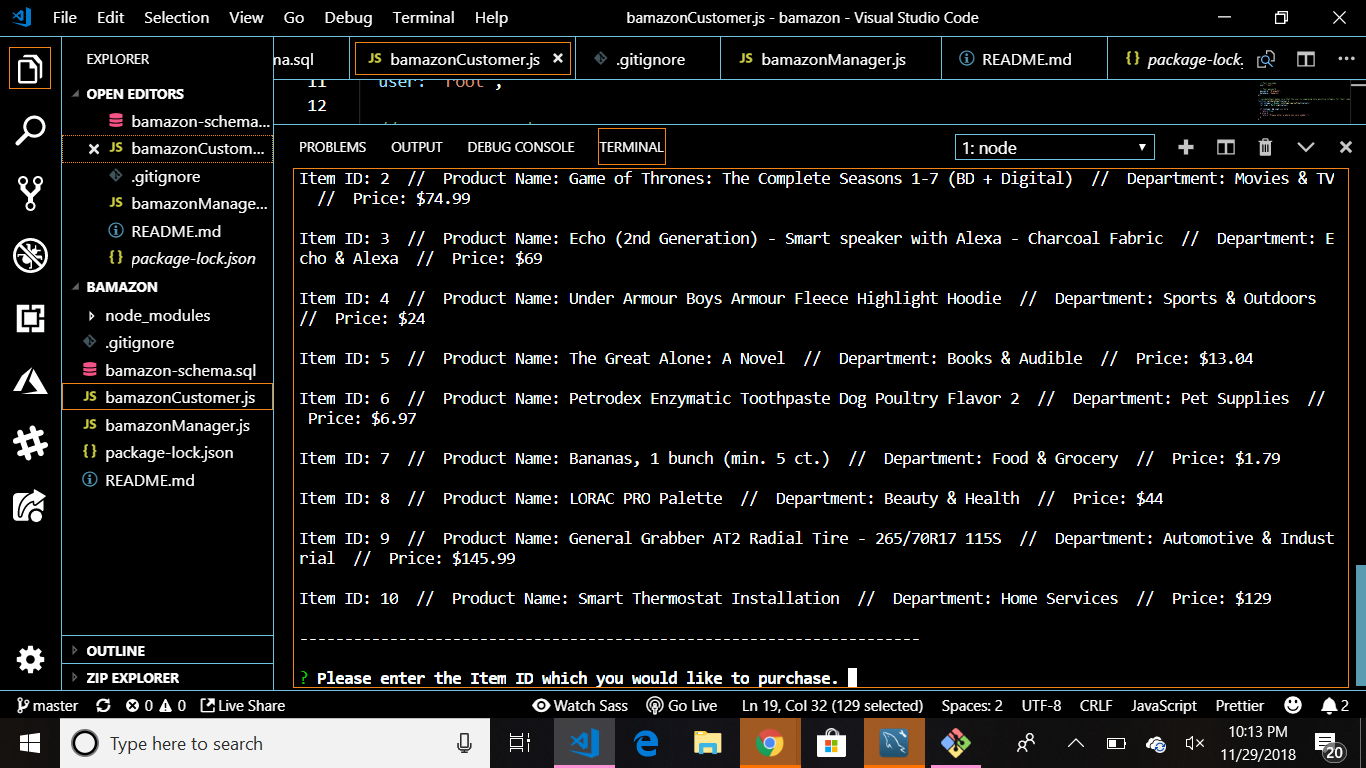 File Edit Selection View Go Debug Terminal Help bamazonCustomer.js - bamazon - Visual Studio Code
EXPLORER
ma.sql JS bamazonCustomer.js .gitignore JS bamazonManager.js README.md {} package-lock.
OPEN EDITORS
bamazon-schema...
JS bamazonCustom...
.gitignore
JS bamazonManage...
README.md
{} package-lock.json
BAMAZON
node_modules
.gitignore
bamazon-schema.sql
JS bamazonCustomer.js
JS bamazonManager.js
{} package-lock.json
README.md
OUTLINE
ZIP EXPLORER
11 user: "root",
12
PROBLEMS OUTPUT DEBUG CONSOLE TERMINAL 1: node
Item ID: 2 // Product Name: Game of Thrones: The Complete Seasons 1-7 (BD + Digital) // Department: Movies & TV
// Price: $74.99
Item ID: 3 // Product Name: Echo (2nd Generation) - Smart speaker with Alexa - Charcoal Fabric // Department: E
cho & Alexa // Price: $69
Item ID: 4 // Product Name: Under Armour Boys Armour Fleece Highlight Hoodie // Department: Sports & Outdoors
// Price: $24
Item ID: 5 // Product Name: The Great Alone: A Novel // Department: Books & Audible // Price: $13.04
Item ID: 6 // Product Name: Petrodex Enzymatic Toothpaste Dog Poultry Flavor 2 // Department: Pet Supplies //
Price: $6.97
Item ID: 7 // Product Name: Bananas, 1 bunch (min. 5 ct.) // Department: Food & Grocery // Price: $1.79
Item ID: 8 // Product Name: LORAC PRO Palette // Department: Beauty & Health // Price: $44
Item ID: 9 // Product Name: General Grabber AT2 Radial Tire - 265/70R17 115S // Department: Automotive & Indust
rial // Price: $145.99
Item ID: 10 // Product Name: Smart Thermostat Installation // Department: Home Services // Price: $129
---------------------------------------------------------------------
? Please enter the Item ID which you would like to purchase.
master 0 0 Live Share Watch Sass Go Live Ln 19, Col 32 (129 selected) Spaces: 2 UTF-8 CRLF JavaScript Prettier 2
Type here to search
10:13 PM
11/29/2018
20